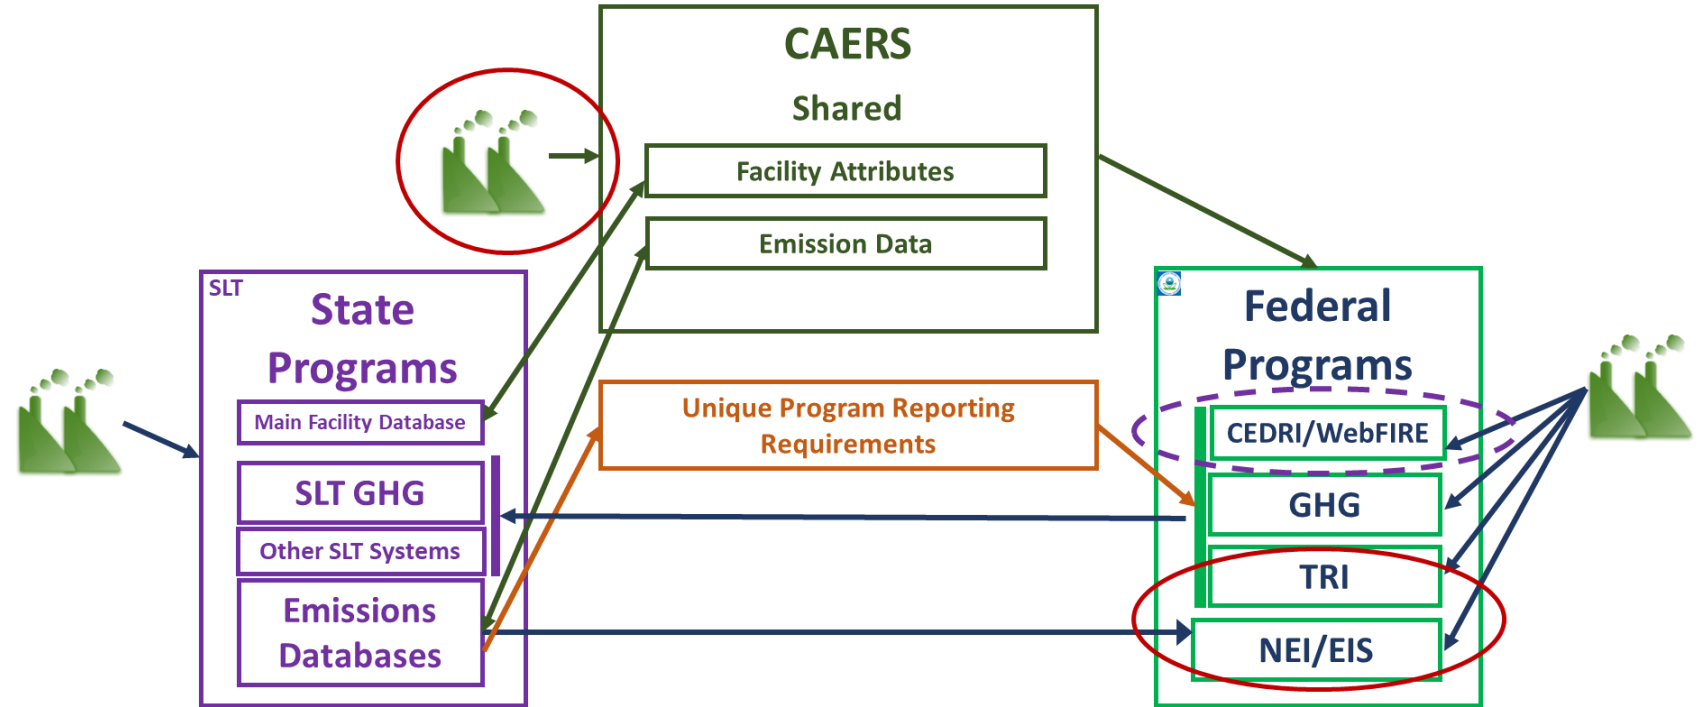 CAERS
Shared
Facility Attributes
Emission Data
SLT
State
Programs
Main Facility Database
SLT GHG
Other SLT Systems
Emissions
Databases
Unique Program Reporting
Requirements
Federal
Programs
CEDRI/WebFIRE
GHG
TRI
NEI/EIS